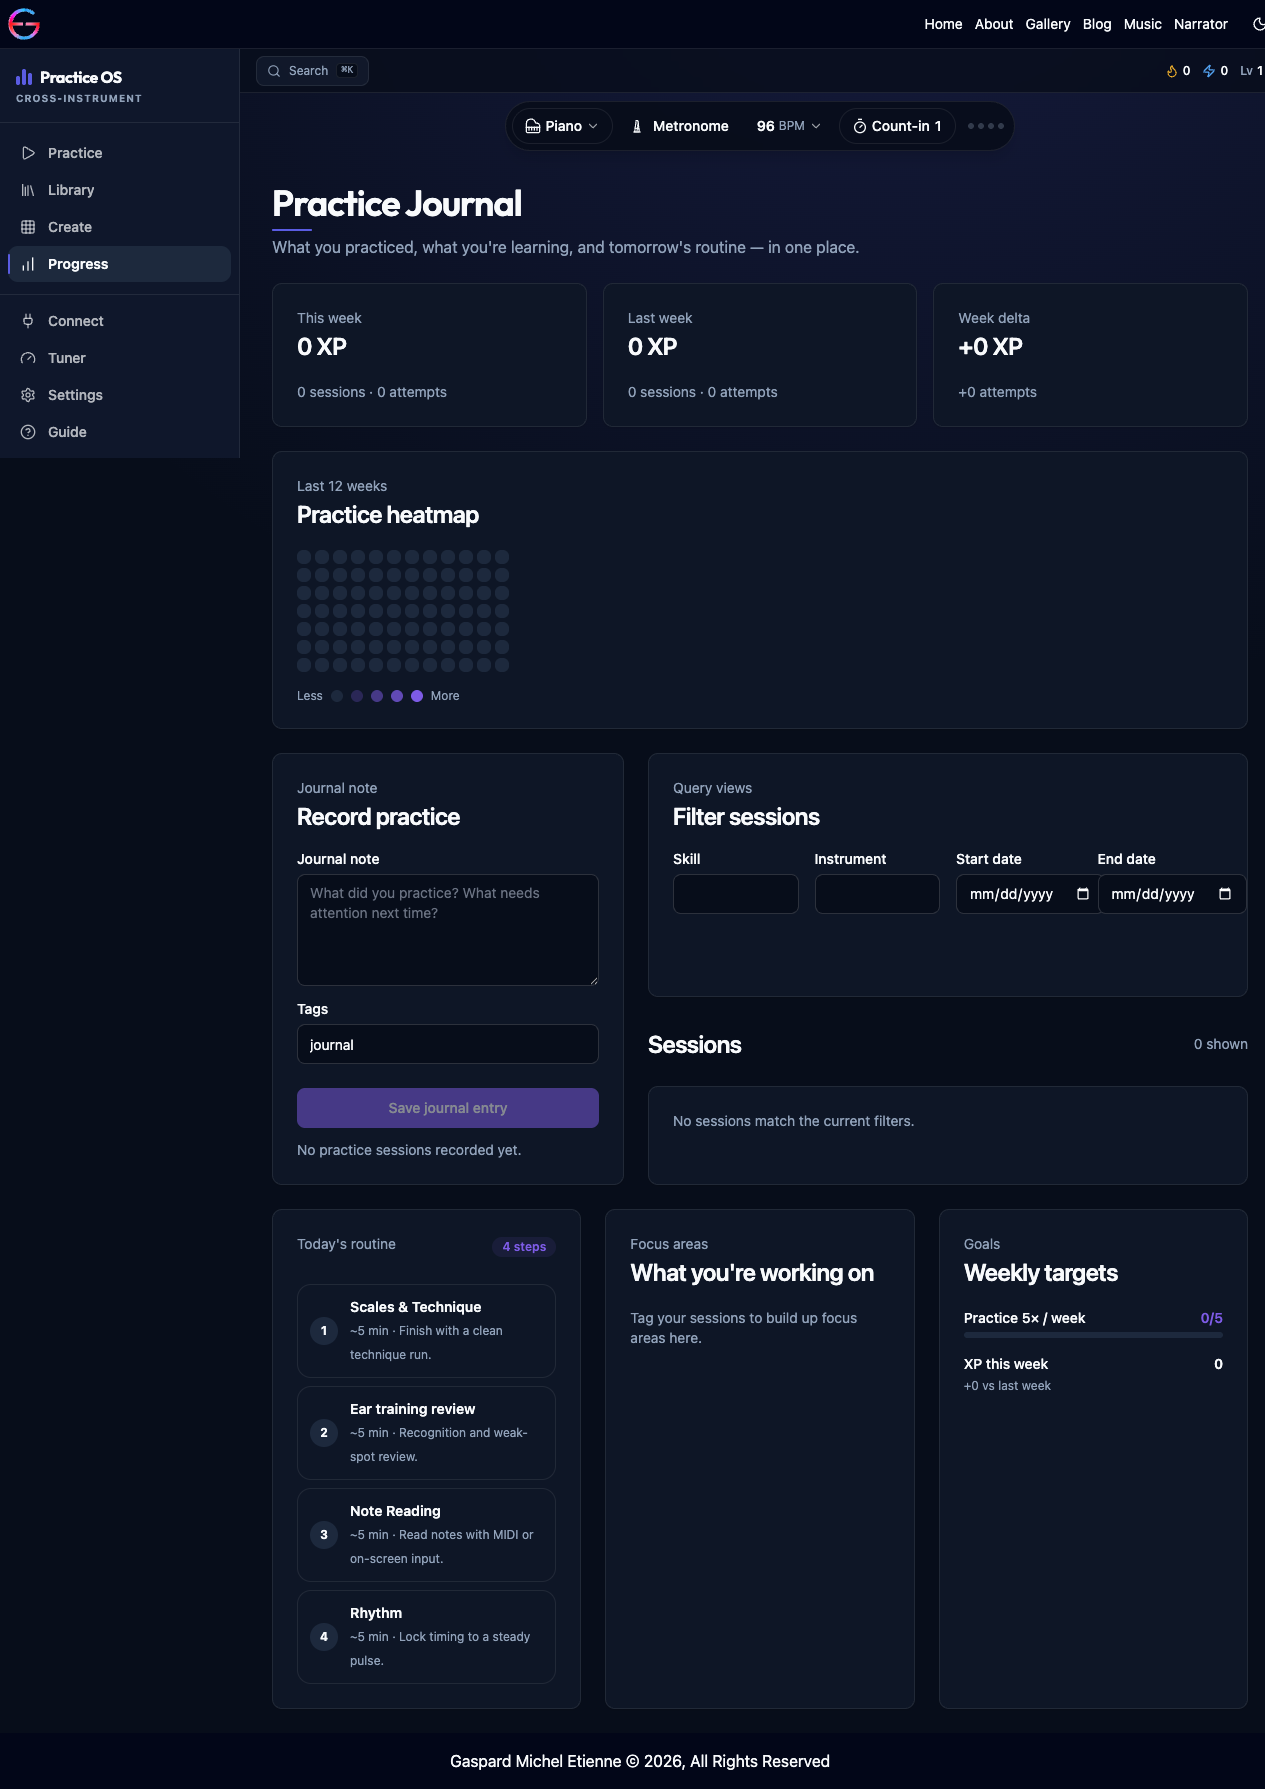 Home About Gallery Blog Music Narrator
Practice OS
CROSS-INSTRUMENT
Search ⌘K
0 0 Lv 1
Practice
Library
Create
Progress
Connect
Tuner
Settings
Guide
Piano Metronome 96 BPM Count-in 1
Practice Journal
What you practiced, what you're learning, and tomorrow's routine — in one place.
This week
0 XP
0 sessions · 0 attempts
Last week
0 XP
0 sessions · 0 attempts
Week delta
+0 XP
+0 attempts
Last 12 weeks
Practice heatmap
Less More
Journal note
Record practice
Journal note
What did you practice? What needs
attention next time?
Tags
journal
Save journal entry
No practice sessions recorded yet.
Query views
Filter sessions
Skill Instrument Start date End date
mm/dd/yyyy mm/dd/yyyy
Sessions 0 shown
No sessions match the current filters.
Today's routine 4 steps
1 Scales & Technique
~5 min · Finish with a clean
technique run.
2 Ear training review
~5 min · Recognition and weak-
spot review.
3 Note Reading
~5 min · Read notes with MIDI or
on-screen input.
4 Rhythm
~5 min · Lock timing to a steady
pulse.
Focus areas
What you're working on
Tag your sessions to build up focus
areas here.
Goals
Weekly targets
Practice 5× / week 0/5
XP this week 0
+0 vs last week
Gaspard Michel Etienne © 2026, All Rights Reserved